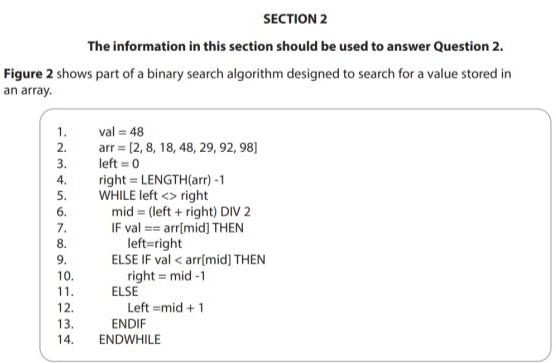 SECTION 2
The information in this section should be used to answer Question 2.
Figure 2 shows part of a binary search algorithm designed to search for a value stored in
an array.
1. val = 48
2. arr = [2, 8, 18, 48, 29, 92, 98]
3. left = 0
4. right = LENGTH(arr) -1
5. WHILE left <> right
6. mid = (left + right) DIV 2
7. IF val == arr[mid] THEN
8. left=right
9. ELSE IF val < arr[mid] THEN
10. right = mid -1
11. ELSE
12. Left =mid + 1
13. ENDIF
14. ENDWHILE